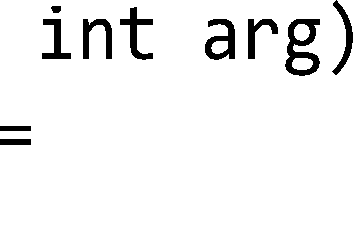 int arg)
=